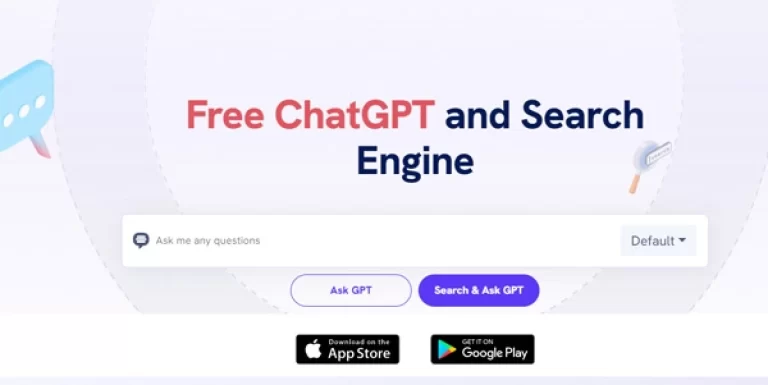 Free ChatGPT and Search
Engine
Ask me any questions
Default
Ask GPT
Search & Ask GPT
Download on the
App Store
GET IT ON
Google Play